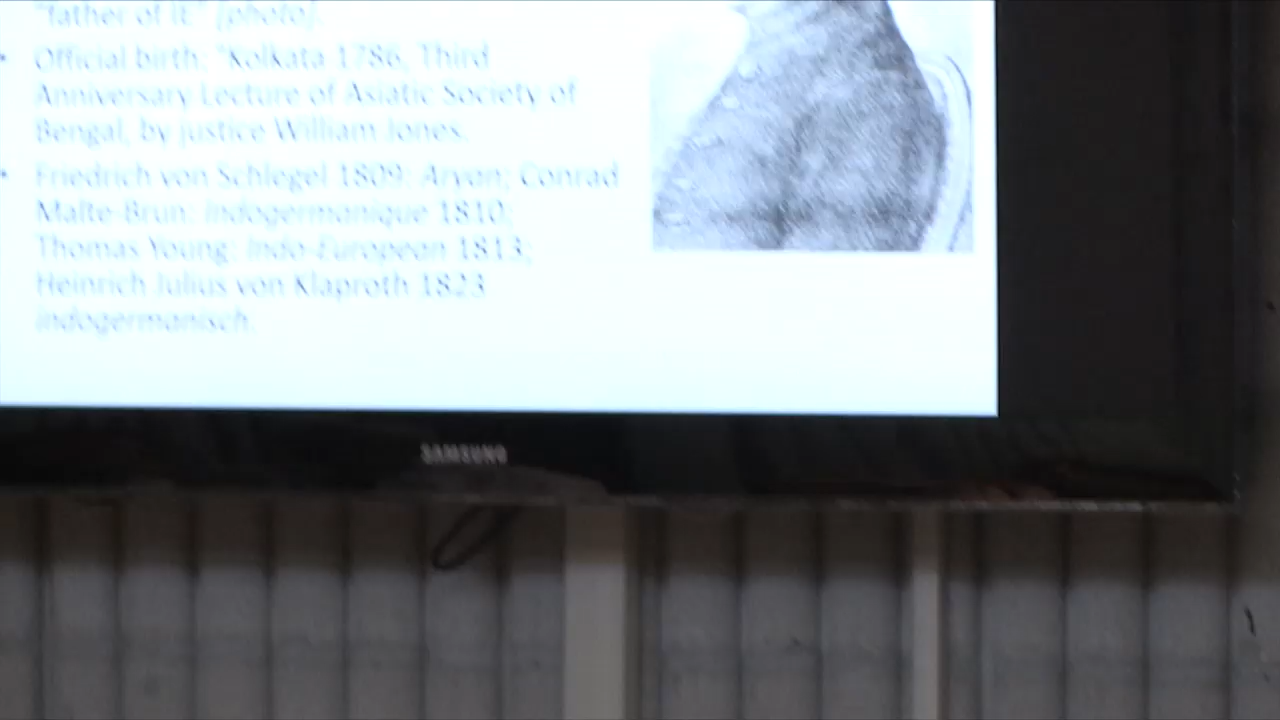 "father of it." [photo].
• Official birth: "Kolkata 1786, Third
Anniversary Lecture of Asiatic Society of
Bengal, by justice William Jones.
• Friedrich von Schlegel 1809: Aryan; Conrad
Malte-Brun: indogermanique 1810;
Thomas Young: Indo-European 1813;
Heinrich Julius von Klaproth 1823
indogermanisch.
SAMSUNG